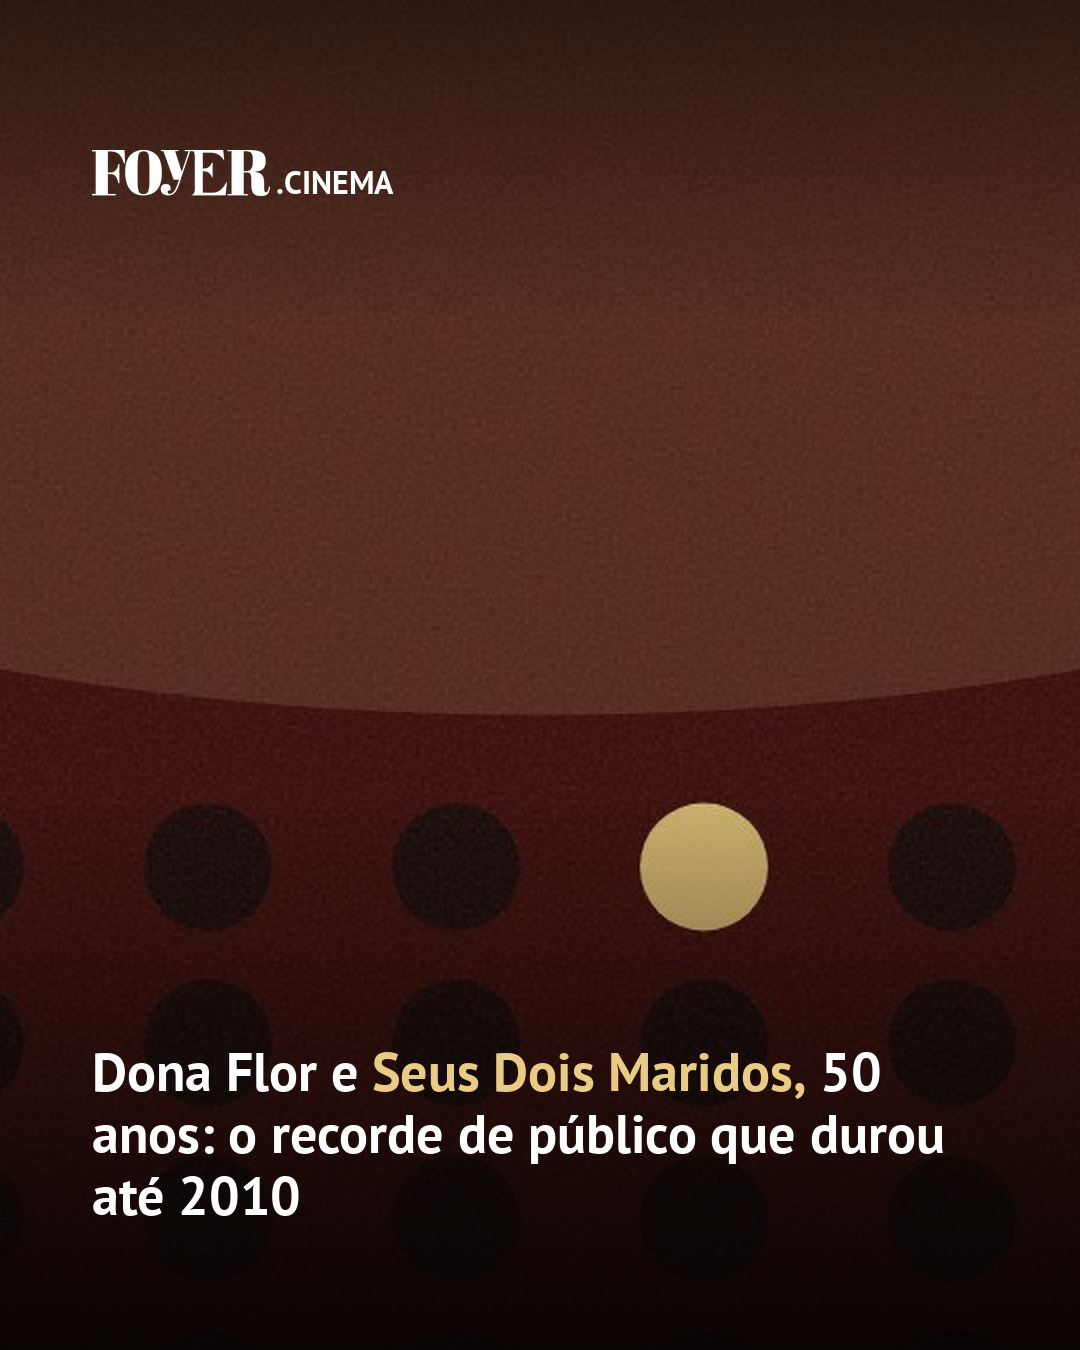 FOYER.CINEMA
Dona Flor e Seus Dois Maridos, 50
anos: o recorde de público que durou
até 2010